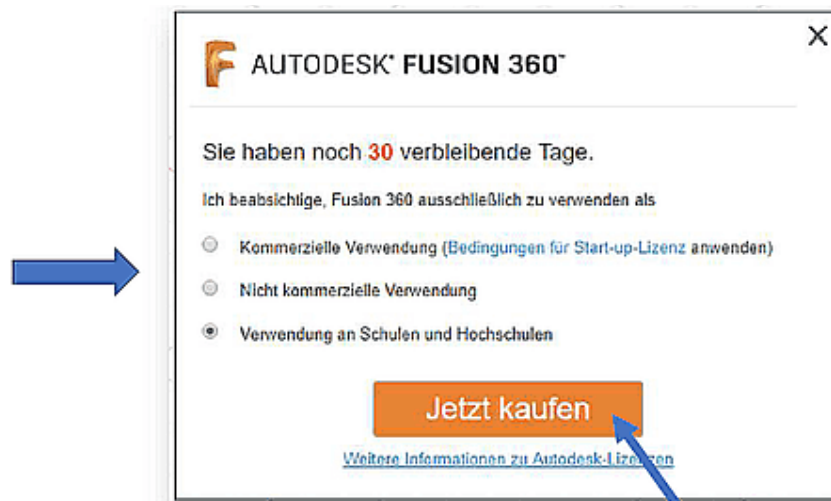 AUTODESK® FUSION 360™
Sie haben noch 30 verbleibende Tage.
Ich beabsichtige, Fusion 360 ausschließlich zu verwenden als
Kommerzielle Verwendung (Bedingungen für Start-up-Lizenz anwenden)
Nicht kommerzielle Verwendung
Verwendung an Schulen und Hochschulen
Jetzt kaufen
Weitere Informationen zu Autodesk-Lizenzen